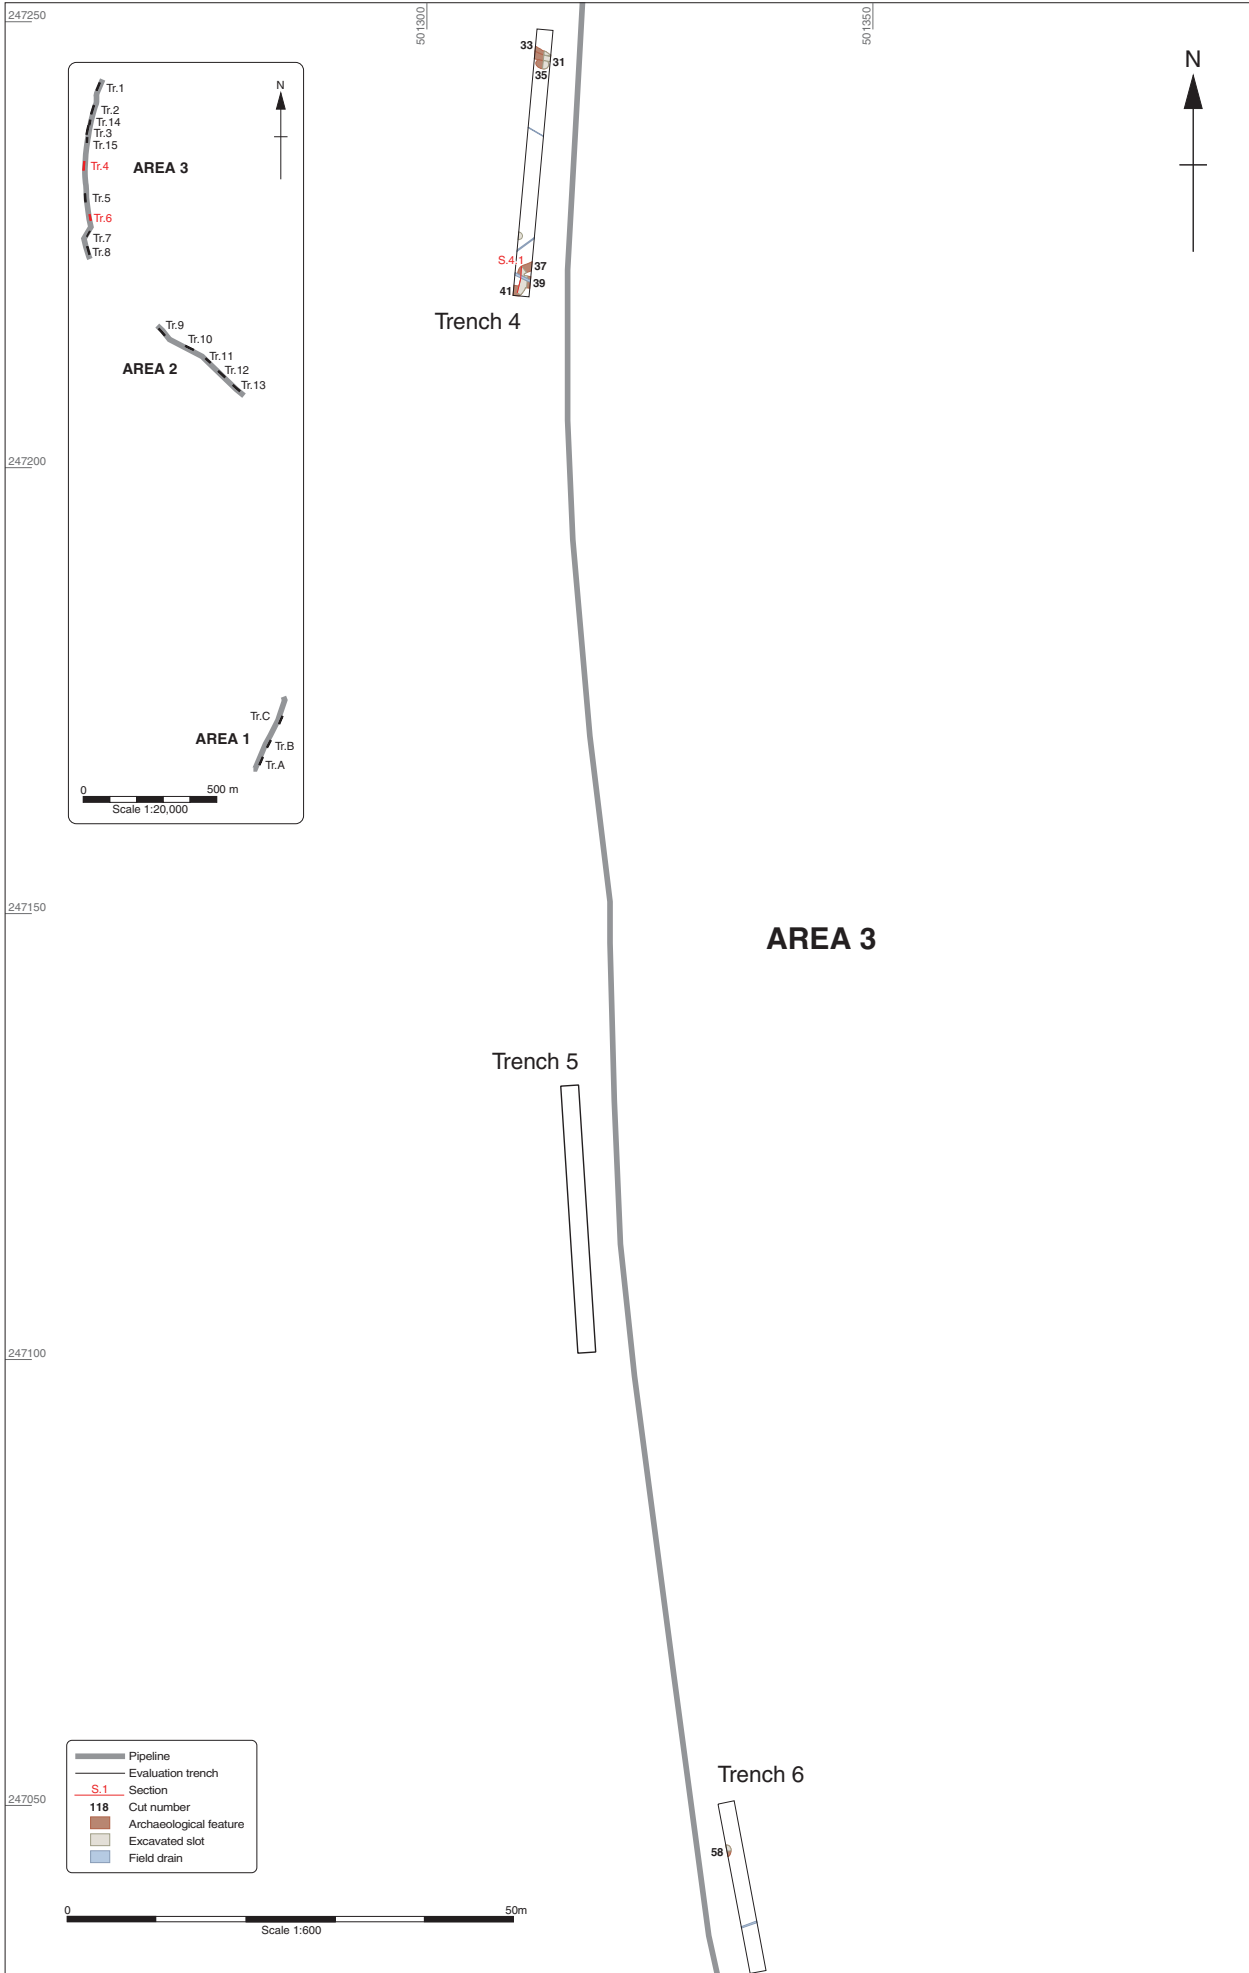 247250
501300
501350
N
33
31
35
S.4.1
37
39
41
Trench 4
N
Tr.1
Tr.2
Tr.14
Tr.3
Tr.15
Tr.4
AREA 3
Tr.5
Tr.6
Tr.7
Tr.8
Tr.9
Tr.10
AREA 2
Tr.11
Tr.12
Tr.13
Tr.C
AREA 1
Tr.B
Tr.A
0 500 m
Scale 1:20,000
247200
247150
AREA 3
Trench 5
247100
247050
Trench 6
58
Pipeline
Evaluation trench
S.1 Section
118 Cut number
Archaeological feature
Excavated slot
Field drain
0 50m
Scale 1:600